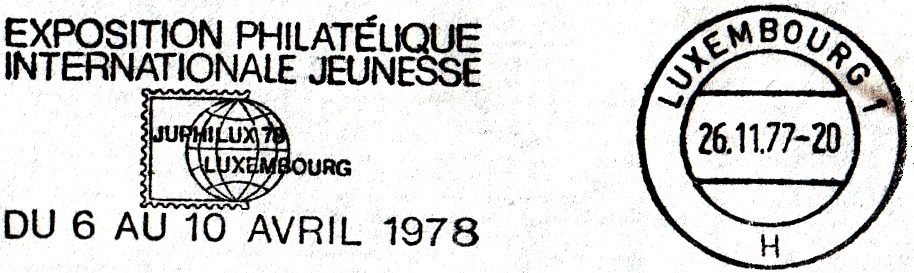 EXPOSITION PHILATÉLIQUE
INTERNATIONALE JEUNESSE
JUPHILUX 78
LUXEMBOURG
DU 6 AU 10 AVRIL 1978
LUXEMBOURG 1
26.11.77-20
H